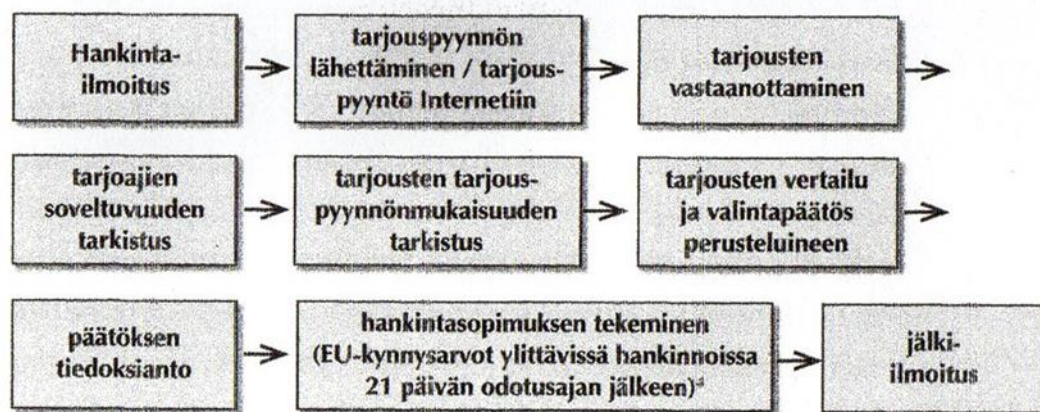 Hankinta-
ilmoitus
tarjouspyynnön
lähettäminen / tarjous-
pyyntö Internetiin
tarjousten
vastaanottaminen
tarjoajien
soveltuvuuden
tarkistus
tarjousten tarjous-
pyynnönmukaisuuden
tarkistus
tarjousten vertailu
ja valintapäätös
perusteluineen
päätöksen
tiedoksianto
hankintasopimuksen tekeminen
(EU-kynnysarvot ylittävissä hankinnoissa
21 päivän odotusajan jälkeen)
jälki-
ilmoitus